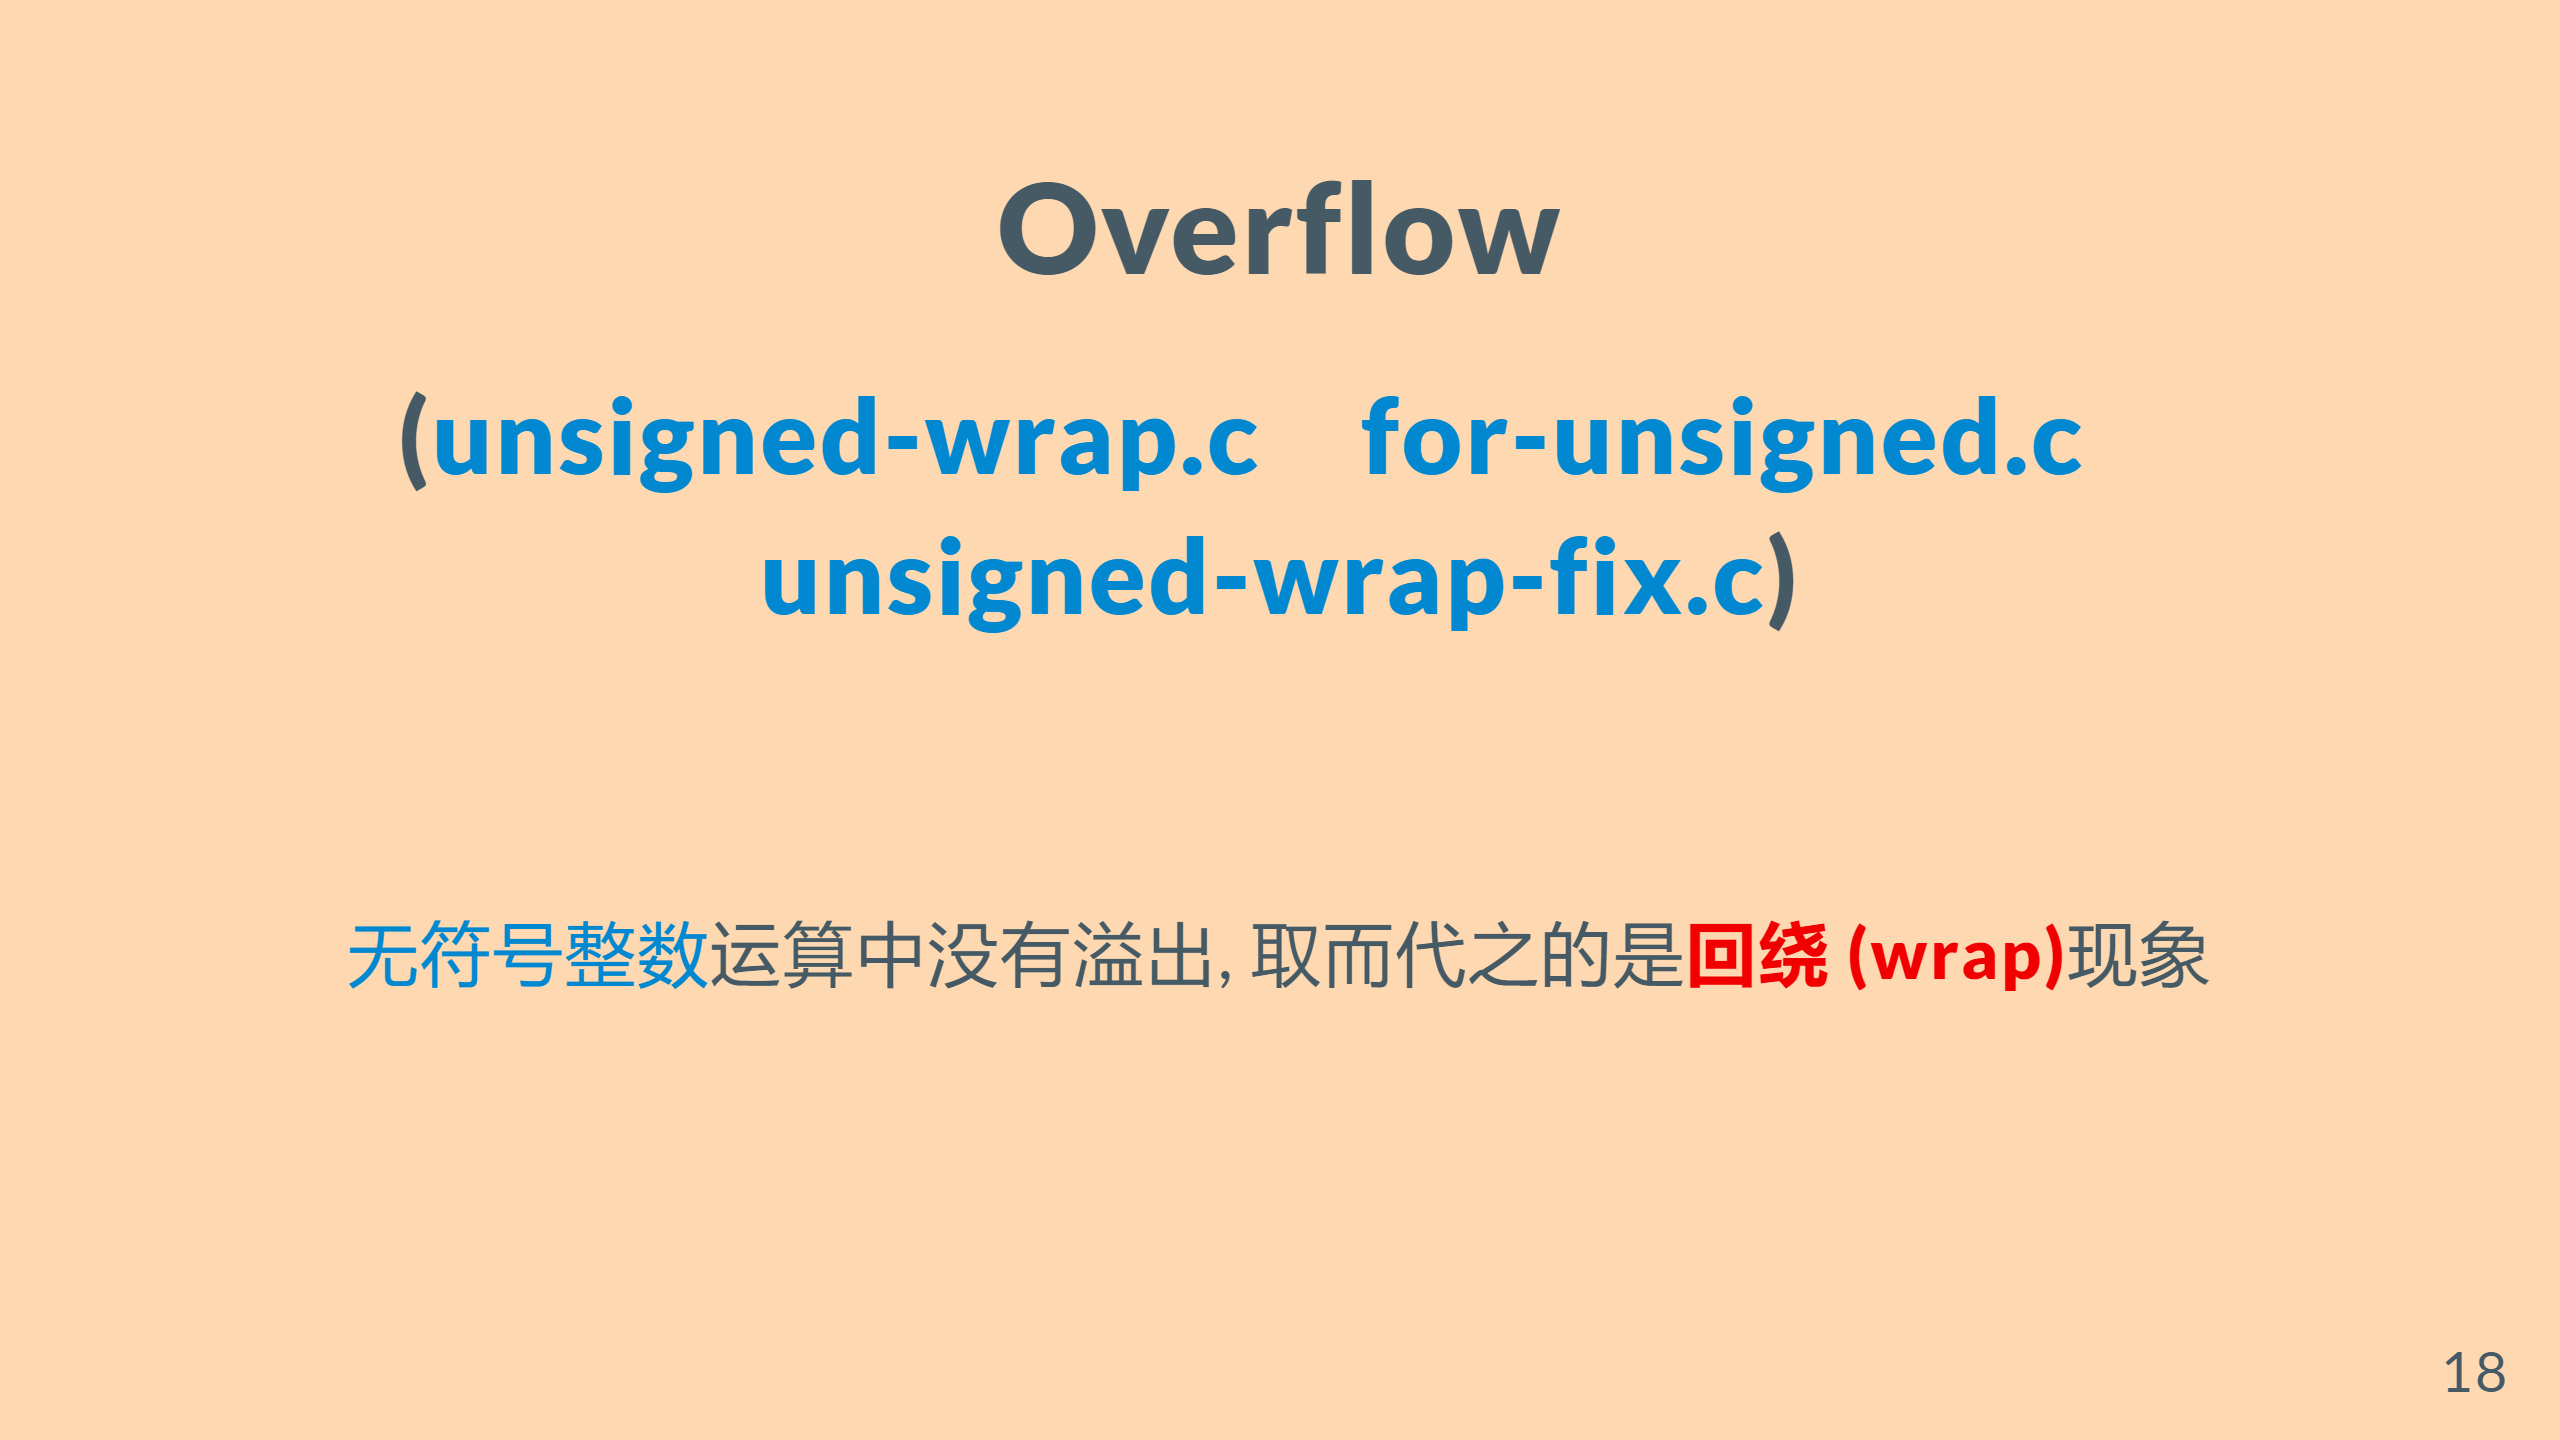 Overflow
(unsigned-wrap.c for-unsigned.c
unsigned-wrap-fix.c)
无符号整数运算中没有溢出, 取而代之的是回绕 (wrap)现象
18